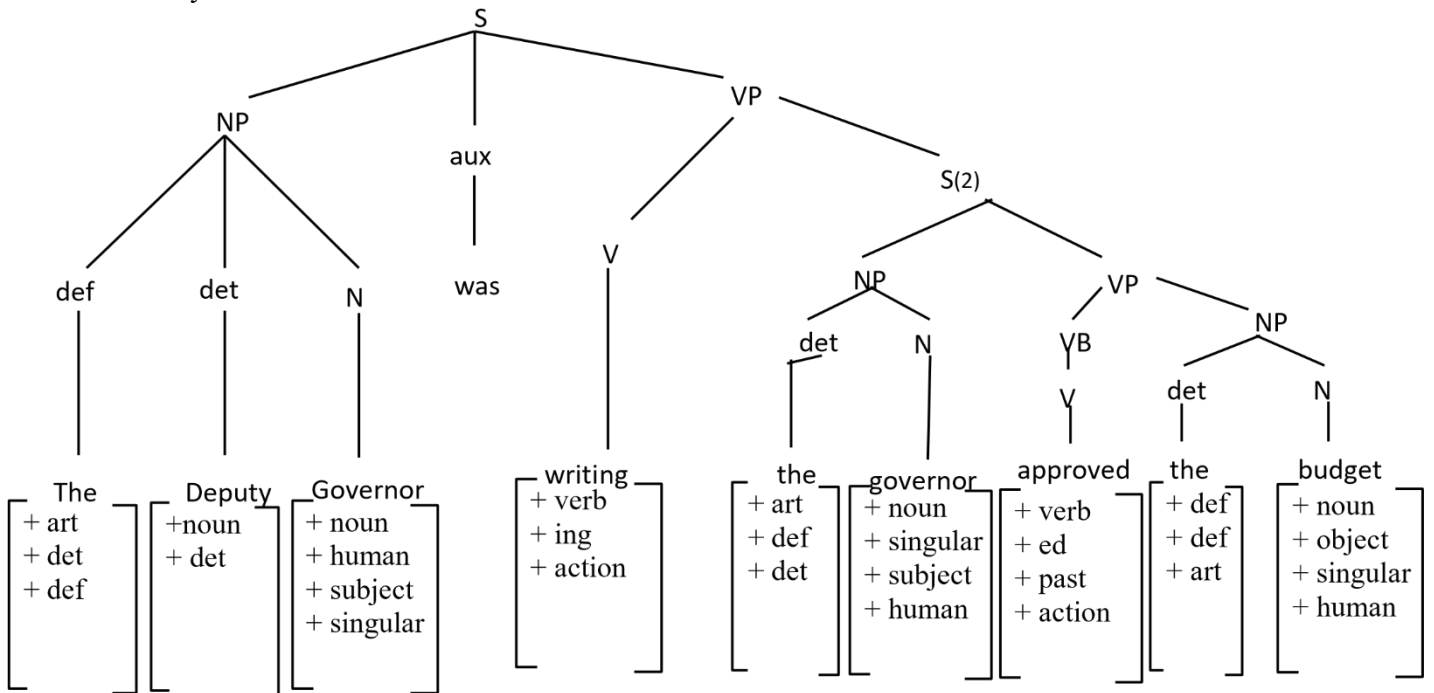 S
NP
aux
VP
S(2)
def
det
N
was
V
NP
VP
det
N
VB
NP
V
det
N
The
+ art
+ det
+ def
Deputy
+noun
+ det
Governor
+ noun
+ human
+ subject
+ singular
writing
+ verb
+ ing
+ action
the
+ art
+ def
+ det
governor
+ noun
+ singular
+ subject
+ human
approved
+ verb
+ ed
+ past
+ action
the
+ def
+ def
+ art
budget
+ noun
+ object
+ singular
+ human